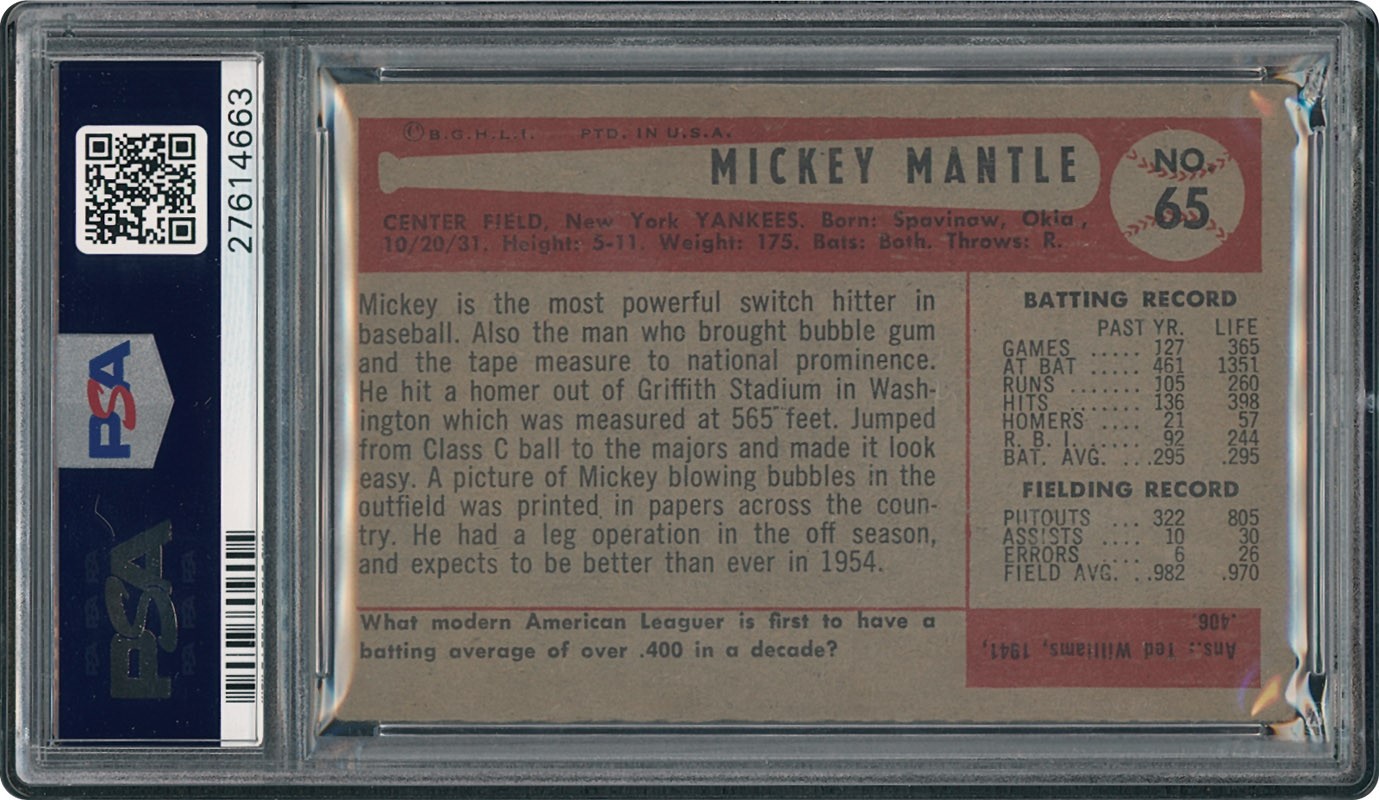 27614663
PSA
PSA
© B.G.H.L.I. PTD. IN U.S.A.
MICKEY MANTLE
NO.
65
CENTER FIELD, New York YANKEES. Born: Spavinaw, Okla.,
10/20/31. Height: 5-11. Weight: 175. Bats: Both. Throws: R.
Mickey is the most powerful switch hitter in
baseball. Also the man who brought bubble gum
and the tape measure to national prominence.
He hit a homer out of Griffith Stadium in Wash-
ington which was measured at 565 feet. Jumped
from Class C ball to the majors and made it look
easy. A picture of Mickey blowing bubbles in the
outfield was printed in papers across the coun-
try. He had a leg operation in the off season,
and expects to be better than ever in 1954.
BATTING RECORD
PAST YR. LIFE
GAMES ..... 127 365
AT BAT ..... 461 1351
RUNS ....... 105 260
HITS ........ 136 398
HOMERS .... 21 57
R. B. I. ..... 92 244
BAT. AVG. ...295 .295
FIELDING RECORD
PUTOUTS ... 322 805
ASSISTS .... 10 30
ERRORS .... 6 26
FIELD AVG. ..982 .970
What modern American Leaguer is first to have a
batting average of over .400 in a decade?
Ans.: Ted Williams, 1941,
.406.